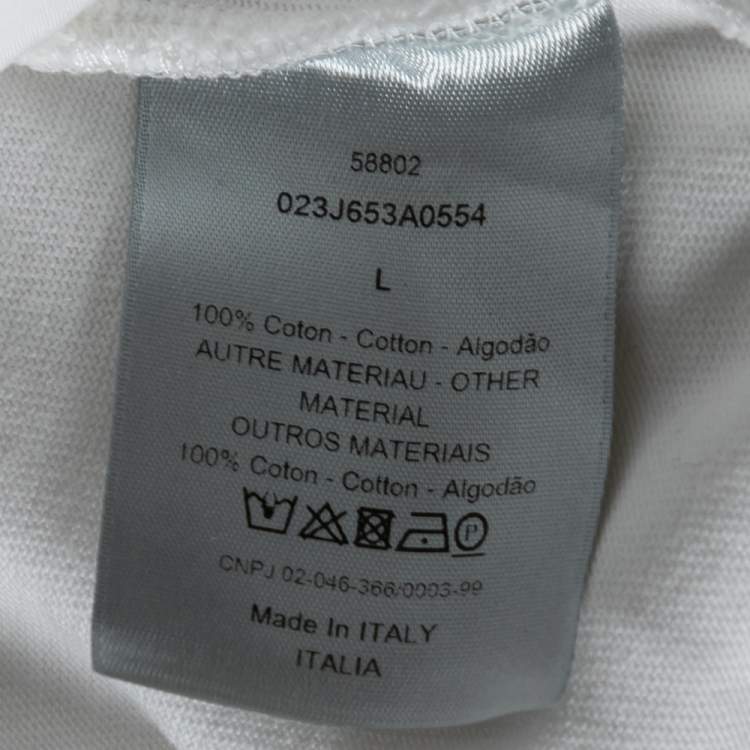 58802
023J653A0554
L
100% Coton - Cotton - Algodão
AUTRE MATERIAU - OTHER
MATERIAL
OUTROS MATERIAIS
100% Coton - Cotton - Algodão
P
CNPJ 02-046-366/0003-99
Made In ITALY
ITALIA